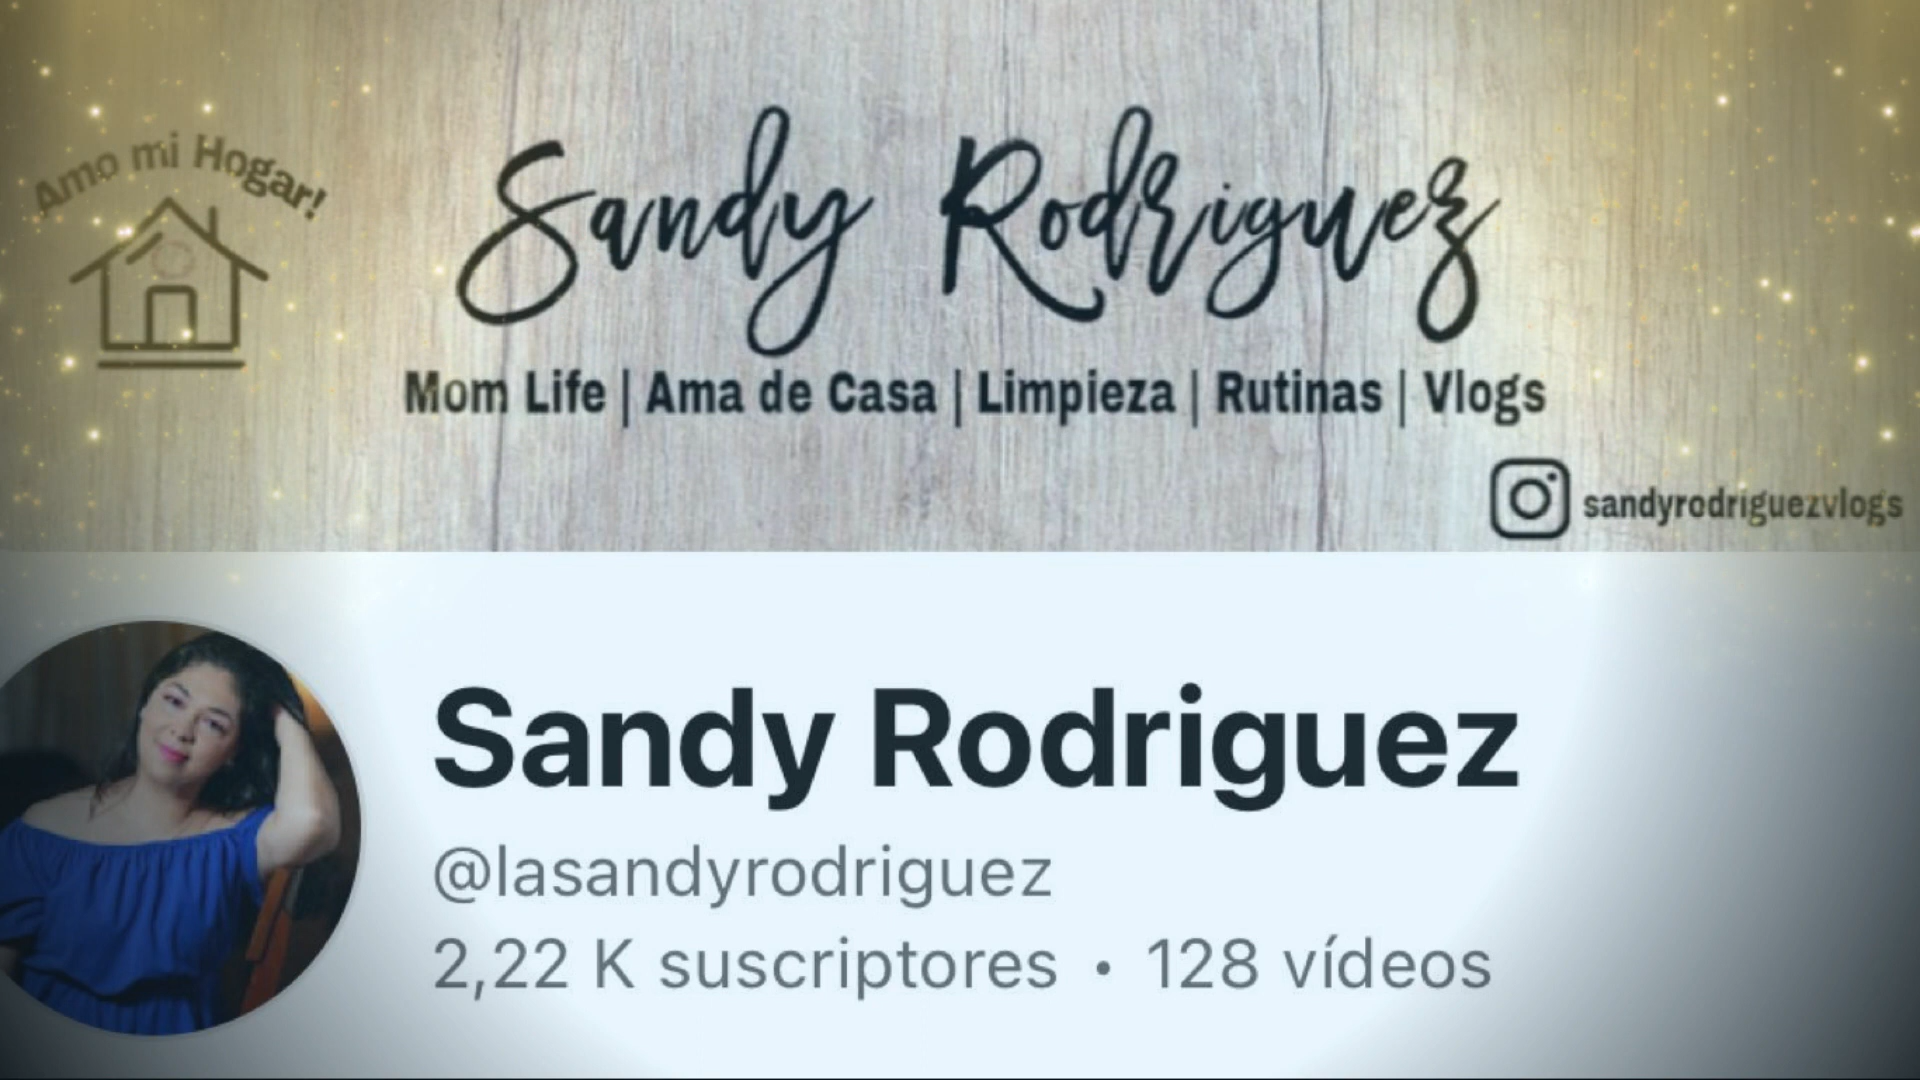 Amo mi Hogar!
Sandy Rodriguez
Mom Life | Ama de Casa | Limpieza | Rutinas | Vlogs
sandyrodriguezvlogs
Sandy Rodriguez
@lasandyrodriguez
2,22 K suscriptores • 128 vídeos